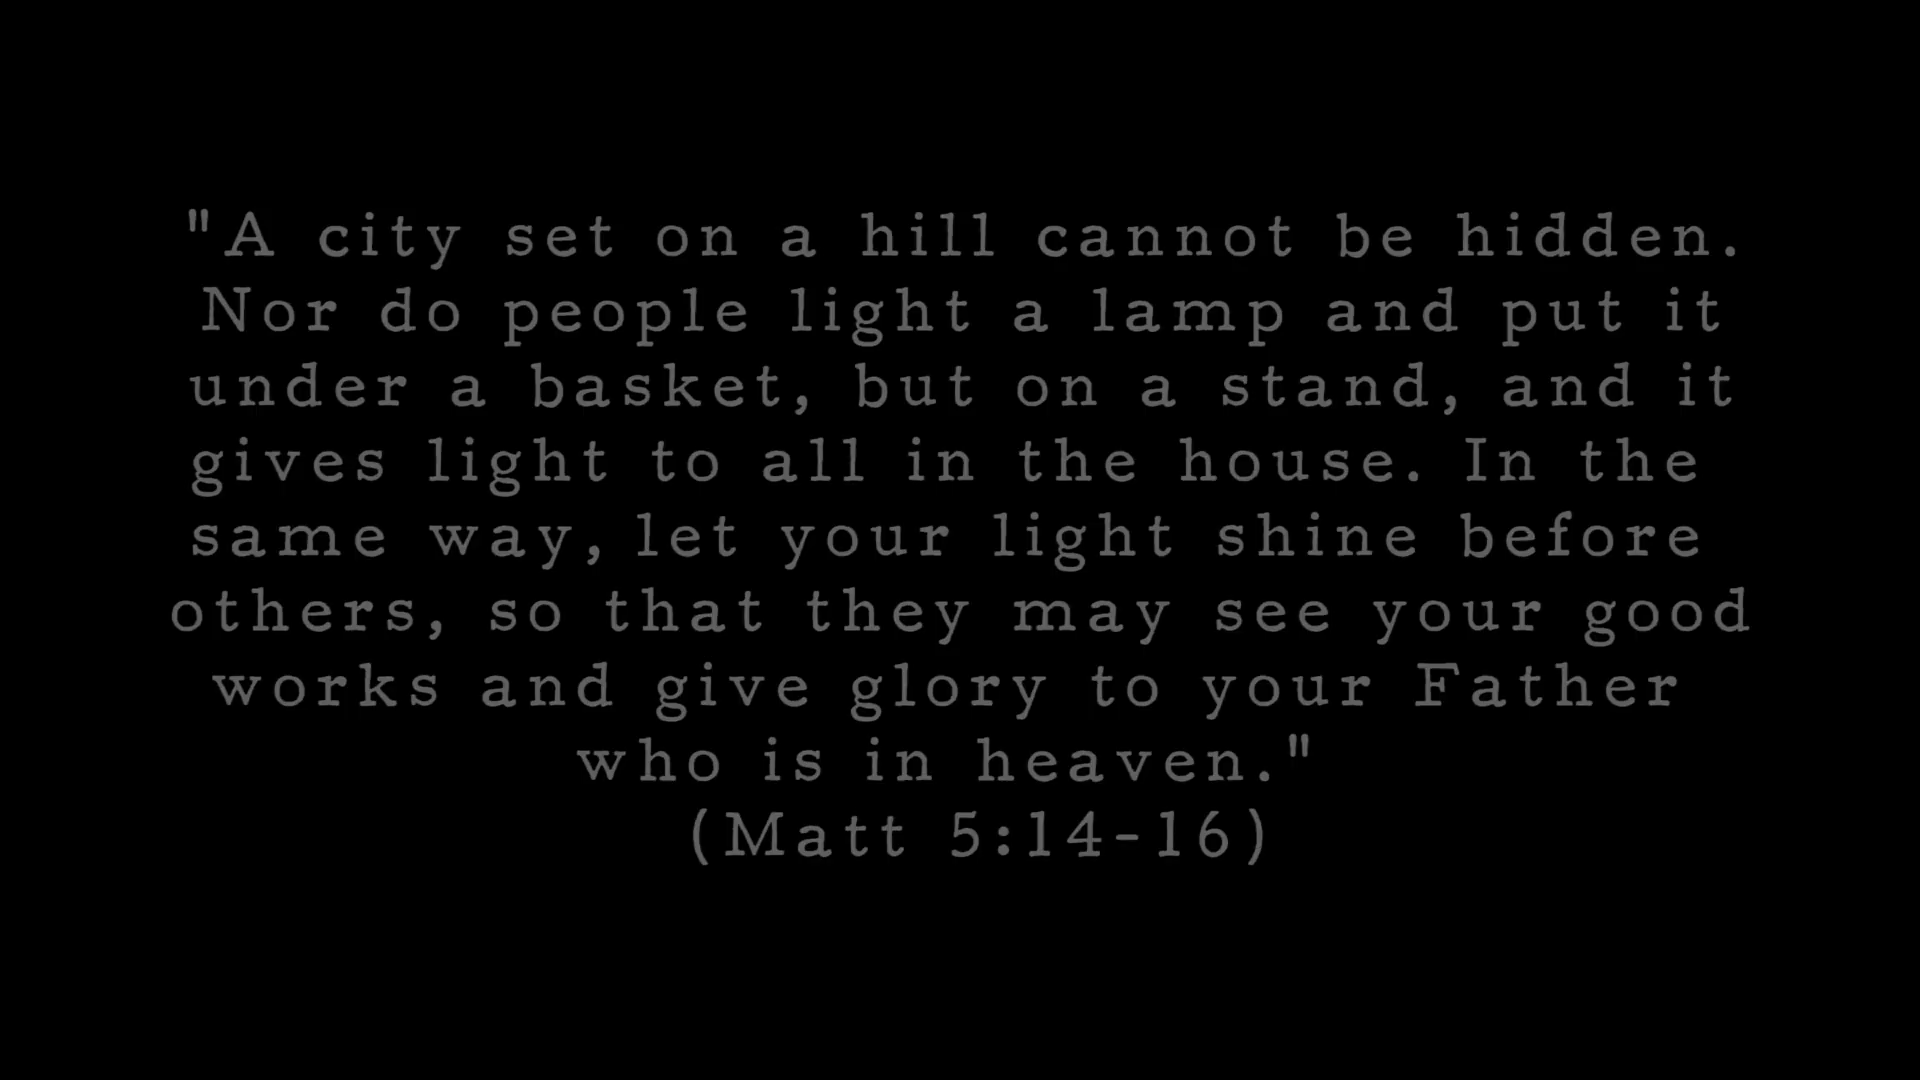 "A city set on a hill cannot be hidden.
Nor do people light a lamp and put it
under a basket, but on a stand, and it
gives light to all in the house. In the
same way, let your light shine before
others, so that they may see your good
works and give glory to your Father
who is in heaven."
(Matt 5:14-16)